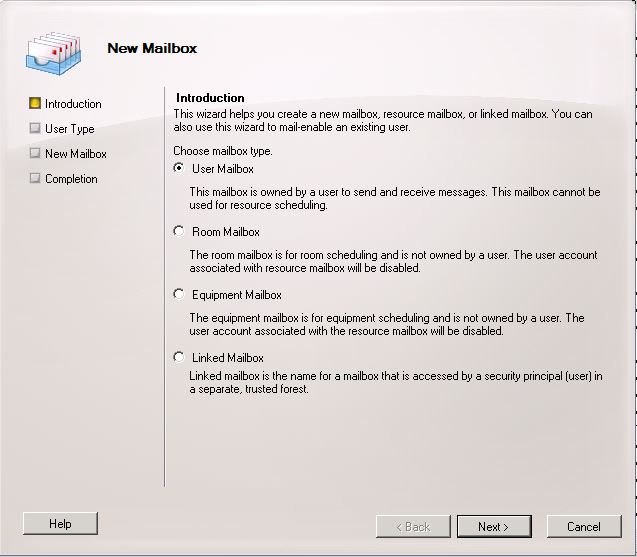 New Mailbox
Introduction
User Type
New Mailbox
Completion
Introduction
This wizard helps you create a new mailbox, resource mailbox, or linked mailbox. You can
also use this wizard to mail-enable an existing user.
Choose mailbox type.
User Mailbox
This mailbox is owned by a user to send and receive messages. This mailbox cannot be
used for resource scheduling.
Room Mailbox
The room mailbox is for room scheduling and is not owned by a user. The user account
associated with resource mailbox will be disabled.
Equipment Mailbox
The equipment mailbox is for equipment scheduling and is not owned by a user. The
user account associated with the resource mailbox will be disabled.
Linked Mailbox
Linked mailbox is the name for a mailbox that is accessed by a security principal (user) in
a separate, trusted forest.
Help
< Back
Next >
Cancel